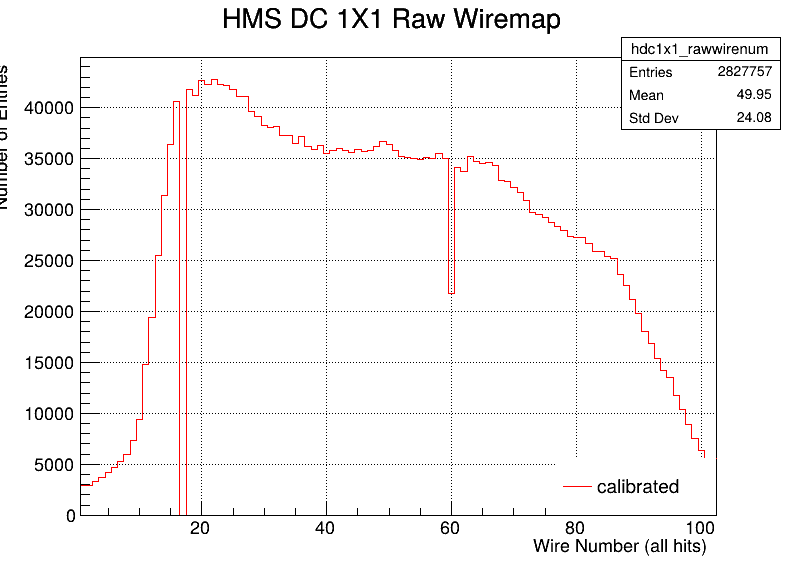 HMS DC 1X1 Raw Wiremap
hdc1x1_rawwirenum
Entries 2827757
Mean 49.95
Std Dev 24.08
Number of Entries
40000
35000
30000
25000
20000
15000
10000
5000
0
calibrated
20 40 60 80 100
Wire Number (all hits)